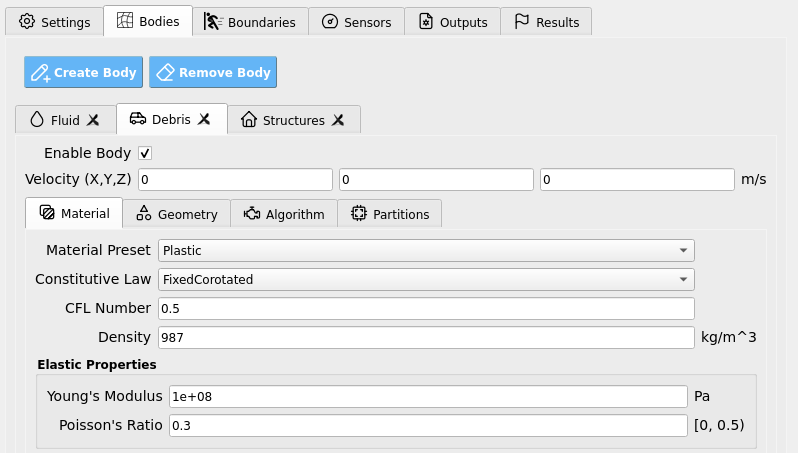 Settings Bodies Boundaries Sensors Outputs Results
Create Body Remove Body
Fluid Debris Structures
Enable Body
Velocity (X,Y,Z) 0 0 0 m/s
Material Geometry Algorithm Partitions
Material Preset Plastic
Constitutive Law FixedCorotated
CFL Number 0.5
Density 987 kg/m^3
Elastic Properties
Young's Modulus 1e+08 Pa
Poisson's Ratio 0.3 [0, 0.5)